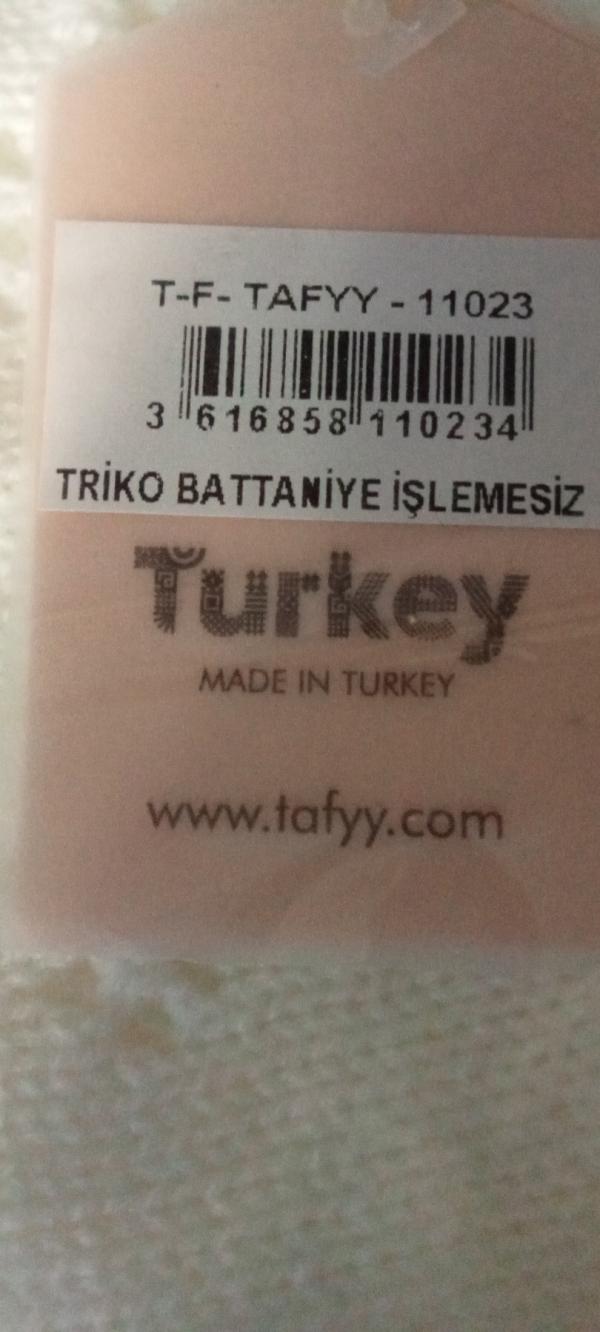 T-F- TAFYY - 11023
3 616858 110234
TRİKO BATTANİYE İŞLEMESİZ
Turkey
MADE IN TURKEY
www.tafyy.com